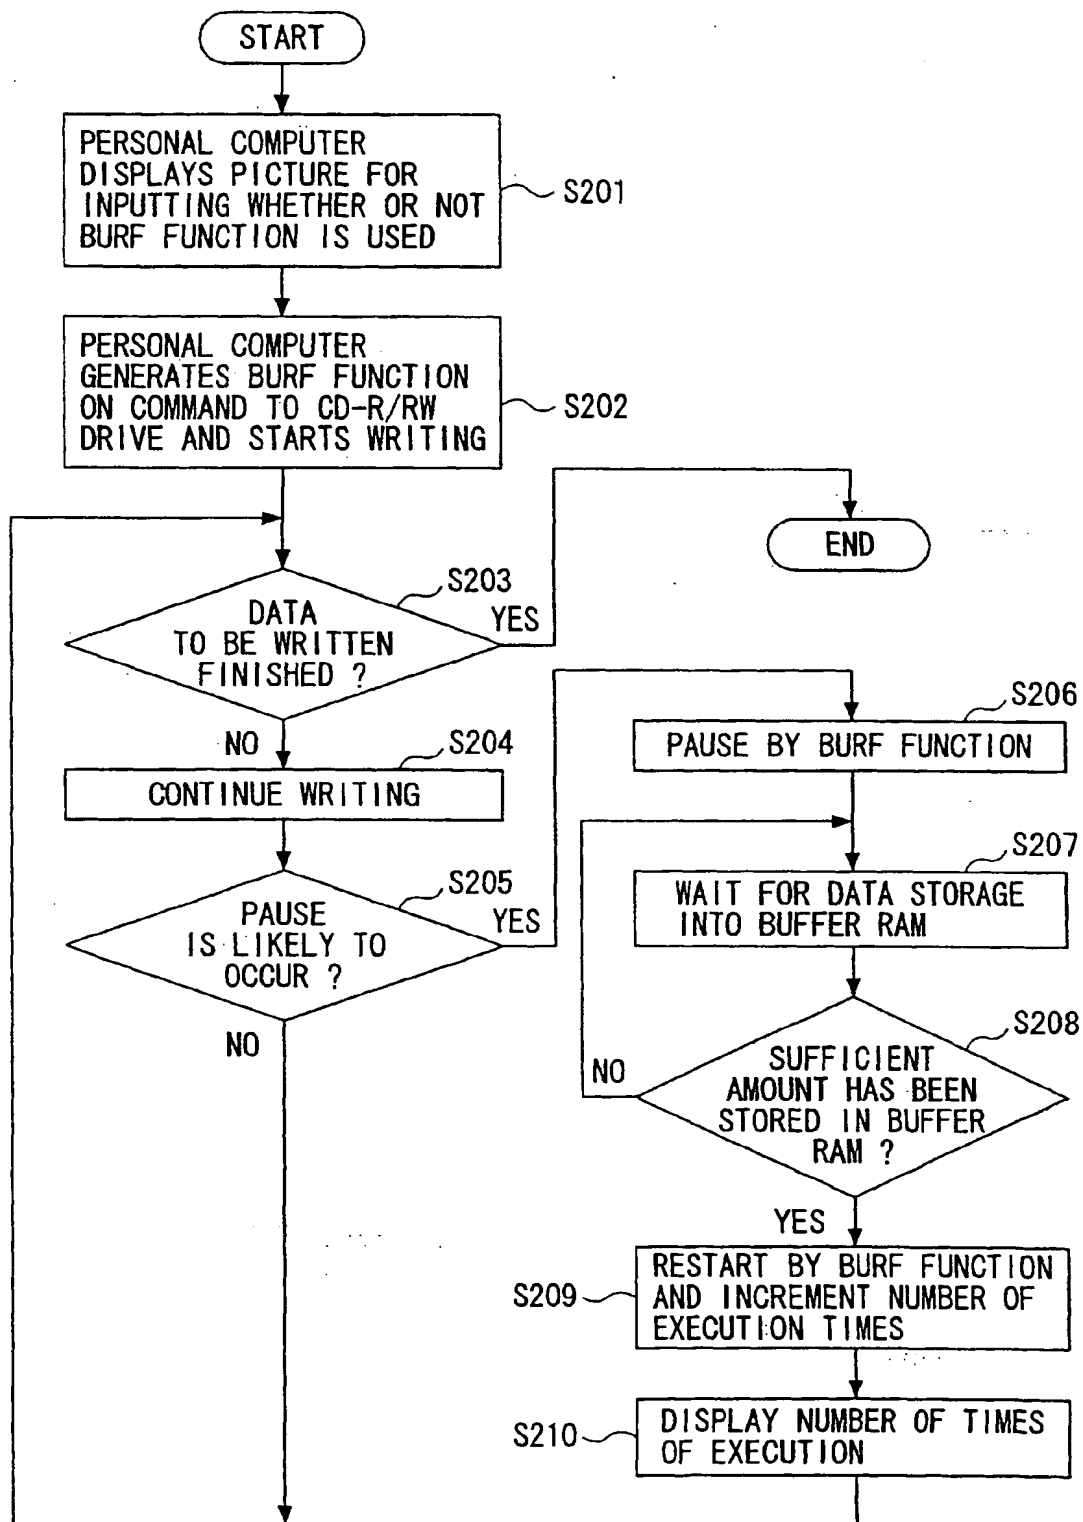 START
PERSONAL COMPUTER
DISPLAYS PICTURE FOR
INPUTTING WHETHER OR NOT
BURF FUNCTION IS USED
S201
PERSONAL COMPUTER
GENERATES BURF FUNCTION
ON COMMAND TO CD-R/RW
DRIVE AND STARTS WRITING
S202
END
S203
DATA
TO BE WRITTEN
FINISHED ?
YES
NO
S204
CONTINUE WRITING
S205
PAUSE
IS LIKELY TO
OCCUR ?
YES
NO
S206
PAUSE BY BURF FUNCTION
S207
WAIT FOR DATA STORAGE
INTO BUFFER RAM
S208
SUFFICIENT
AMOUNT HAS BEEN
STORED IN BUFFER
RAM ?
NO
YES
S209
RESTART BY BURF FUNCTION
AND INCREMENT NUMBER OF
EXECUTION TIMES
S210
DISPLAY NUMBER OF TIMES
OF EXECUTION